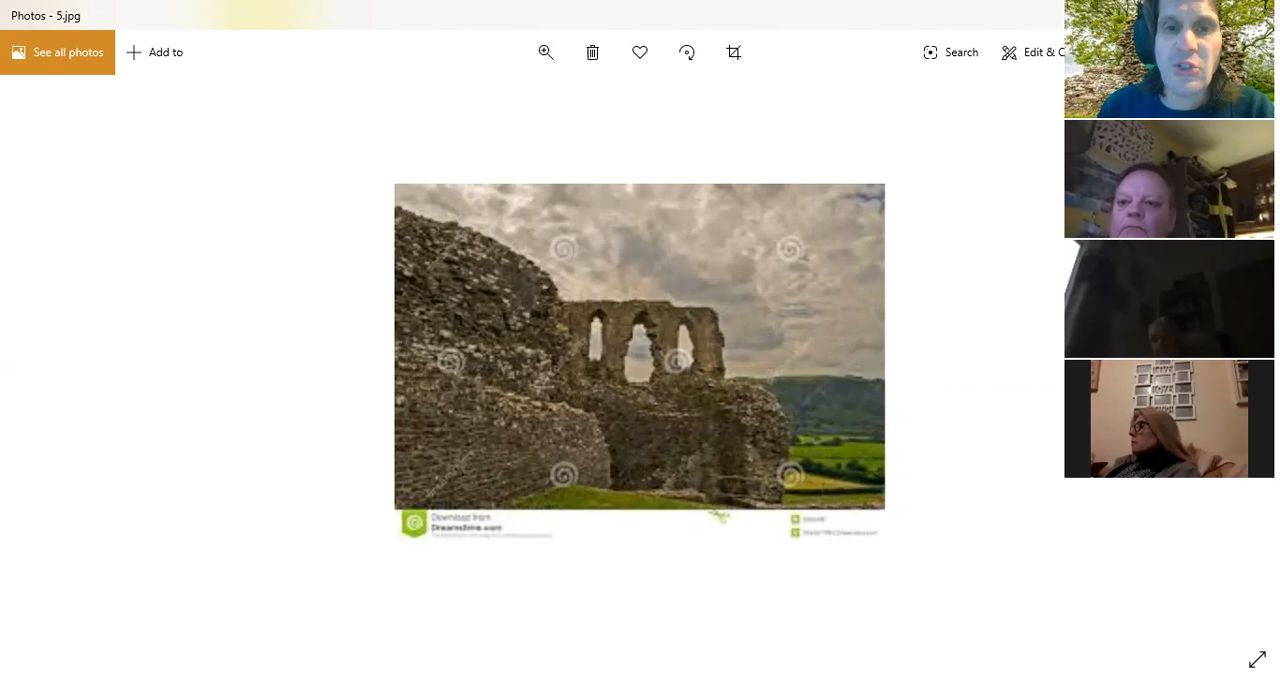 Photos - 5.jpg
See all photos
Add to
Search
Edit & C
Download from
Dreamstime.com